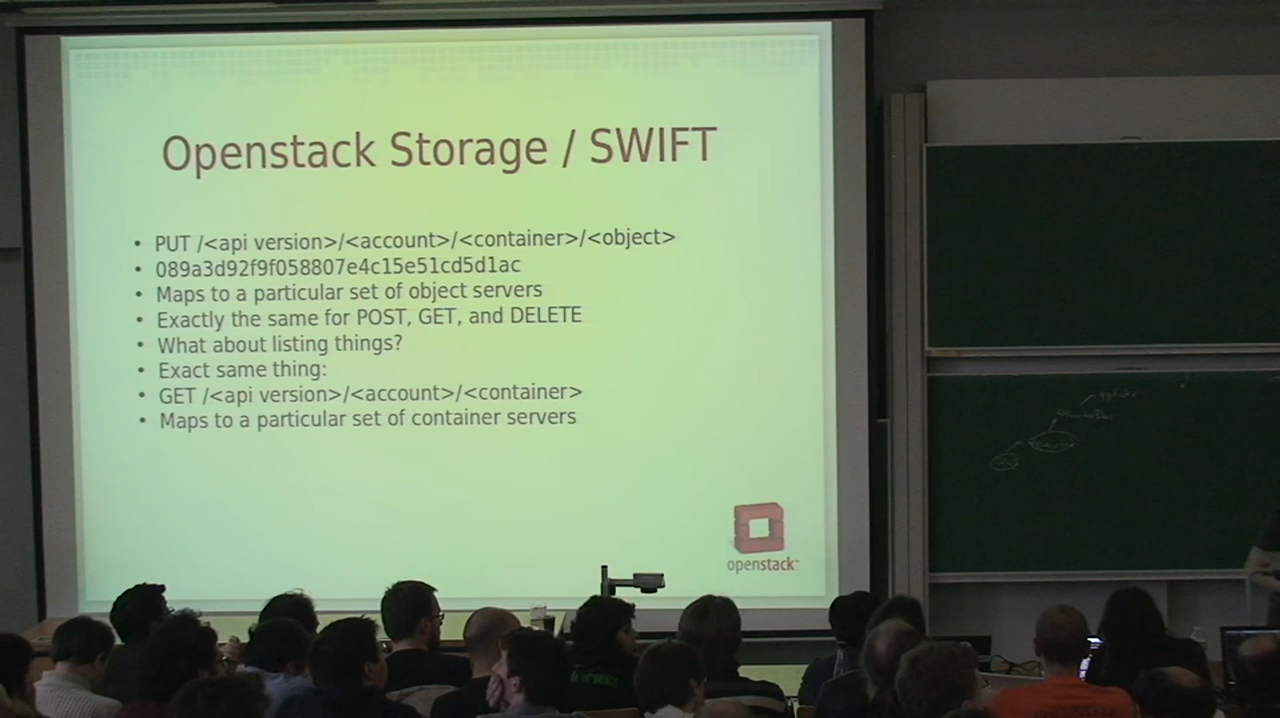 Openstack Storage / SWIFT
• PUT /<api version>/<account>/<container>/<object>
• 089a3d92f9f058807e4c15e51cd5d1ac
• Maps to a particular set of object servers
• Exactly the same for POST, GET, and DELETE
• What about listing things?
• Exact same thing:
• GET /<api version>/<account>/<container>
• Maps to a particular set of container servers
openstack™